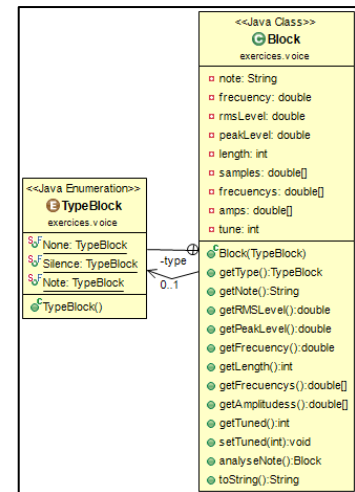 <<Java Class>>
Block
exercices.voice
note: String
frecuency: double
rmsLevel: double
peakLevel: double
length: int
samples: double[]
frecuencys: double[]
amps: double[]
tune: int
Block(TypeBlock)
getType():TypeBlock
getNote():String
getRMSLevel():double
getPeakLevel():double
getFrecuency():double
getLength():int
getFrecuencys():double[]
getAmplitudess():double[]
getTuned():int
setTuned(int):void
analyseNote():Block
toString():String
<<Java Enumeration>>
TypeBlock
exercices.voice
None: TypeBlock
Silence: TypeBlock
Note: TypeBlock
TypeBlock()
-type
0..1